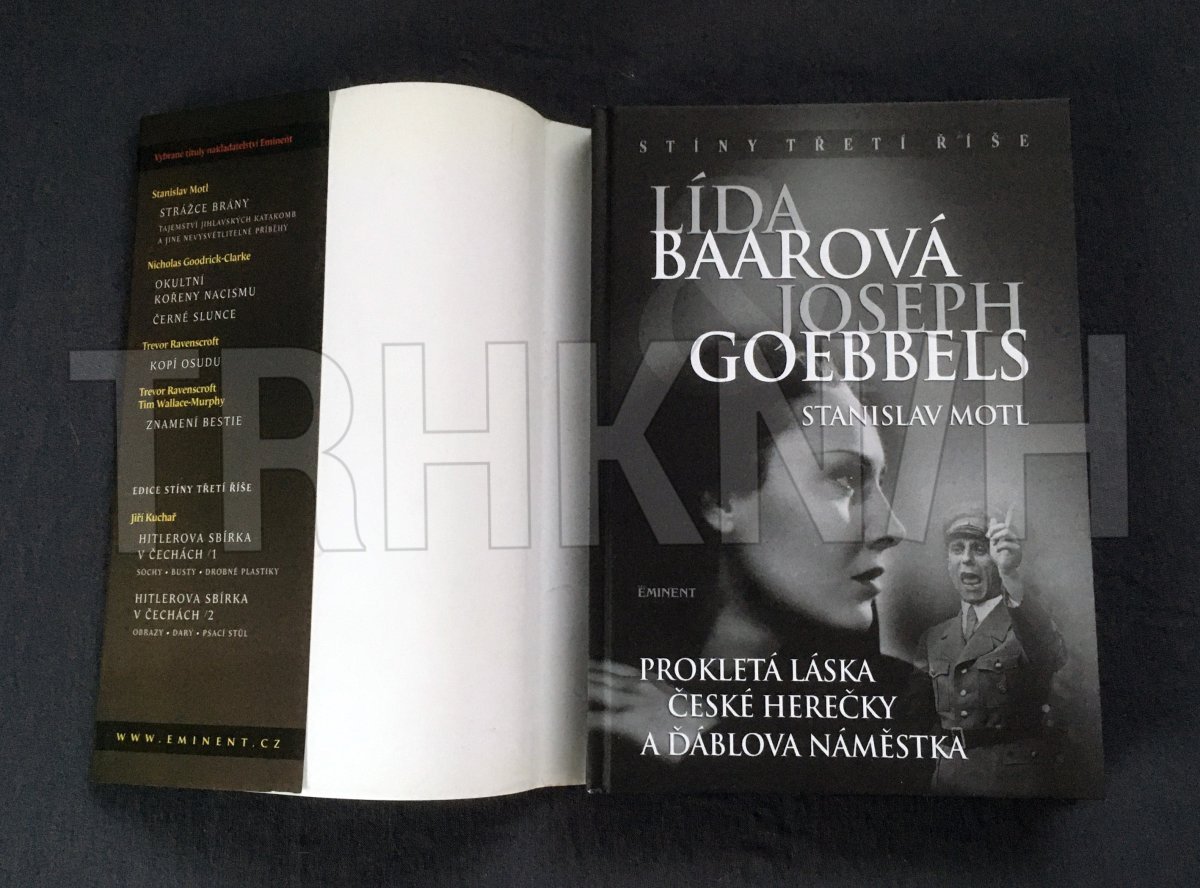 Vybrané tituly nakladatelství Eminent
Stanislav Motl
STRÁŽCE BRÁNY
TAJEMSTVÍ JIHLAVSKÝCH KATAKOMB
A JINÉ NEVYSVĚTLITELNÉ PŘÍBĚHY
Nicholas Goodrick-Clarke
OKULTNÍ
KOŘENY NACISMU
ČERNÉ SLUNCE
Trevor Ravenscroft
KOPÍ OSUDU
Trevor Ravenscroft
Tim Wallace-Murphy
ZNAMENÍ BESTIE
EDICE STÍNY TŘETÍ ŘÍŠE
Jiří Kuchař
HITLEROVA SBÍRKA
V ČECHÁCH /1
SOCHY • BUSTY • DROBNÉ PLASTIKY
HITLEROVA SBÍRKA
V ČECHÁCH /2
OBRAZY • DARY • PSACÍ STŮL
WWW.EMINENT.CZ
STÍNY TŘETÍ ŘÍŠE
LÍDA
BAAROVÁ
&
JOSEPH
GOEBBELS
STANISLAV MOTL
EMINENT
PROKLETÁ LÁSKA
ČESKÉ HEREČKY
A ĎÁBLOVA NÁMĚSTKA
TRHKNIH